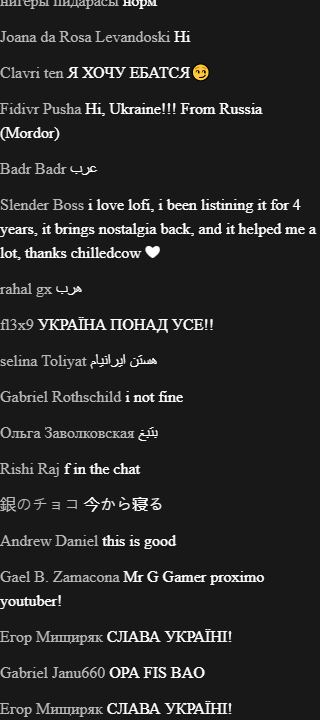 нигеры пидарасы норм
Joana da Rosa Levandoski Hi
Clavri ten Я ХОЧУ ЕБАТСЯ😏
Fidivr Pusha Hi, Ukraine!!! From Russia
(Mordor)
Badr Badr عرب
Slender Boss i love lofi, i been listining it for 4
years, it brings nostalgia back, and it helped me a
lot, thanks chilledcow 🤍
rahal gx هرب
fl3x9 УКРАЇНА ПОНАД УСЕ!!
selina Toliyat هستن ایرانیام
Gabriel Rothschild i not fine
Ольга Заволковская بتبغ
Rishi Raj f in the chat
銀のチョコ 今から寝る
Andrew Daniel this is good
Gael B. Zamacona Mr G Gamer proximo
youtuber!
Егор Мищиряк СЛАВА УКРАЇНІ!
Gabriel Janu660 OPA FIS BAO
Егор Мищиряк СЛАВА УКРАЇНІ!